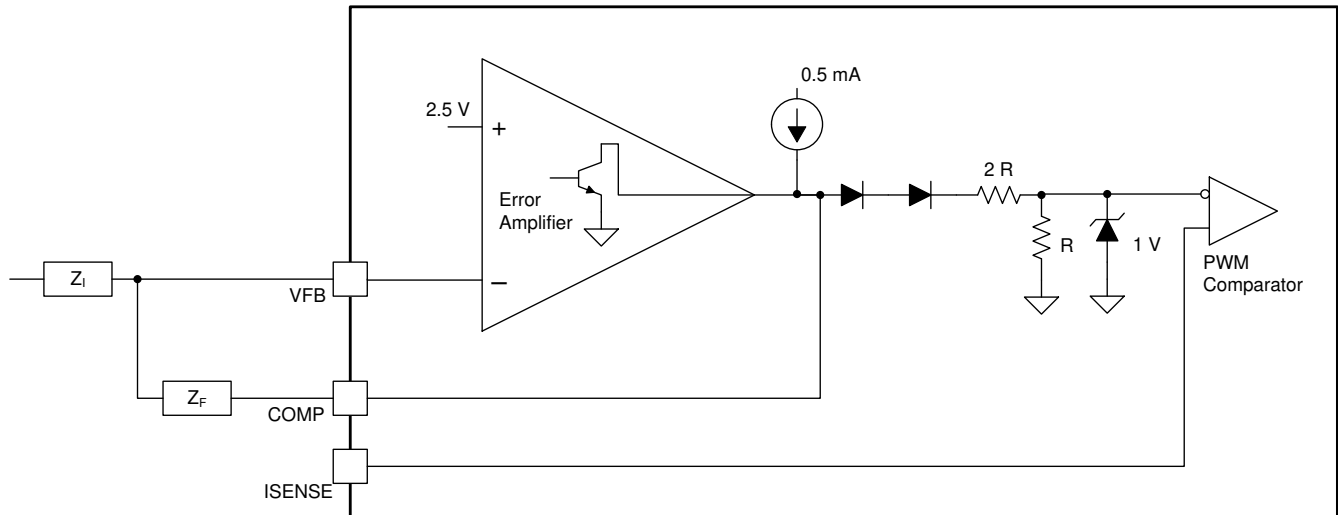 0.5 mA
2.5 V
+
2 R
Error
Amplifier
R
1 V
PWM
Comparator
Z_I
VFB
−
Z_F
COMP
ISENSE